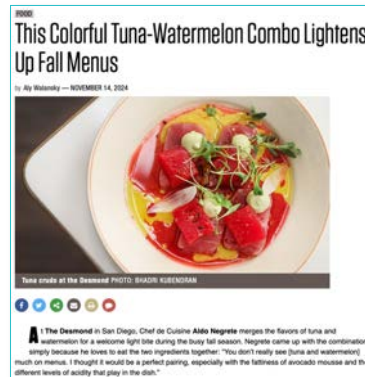 FOOD
This Colorful Tuna-Watermelon Combo Lightens
Up Fall Menus
by Aly Walansky — NOVEMBER 14, 2024
Tuna crudo at the Desmond PHOTO: BHADRI KUBENDRAN
At The Desmond in San Diego, Chef de Cuisine Aldo Negrete merges the flavors of tuna and
watermelon for a welcome light bite during the busy fall season. Negrete came up with the combination
simply because he loves to eat the two ingredients together: "You don't really see [tuna and watermelon]
much on menus. I thought it would be a perfect pairing, especially with the fattiness of avocado mousse and the
different levels of acidity that play in the dish."